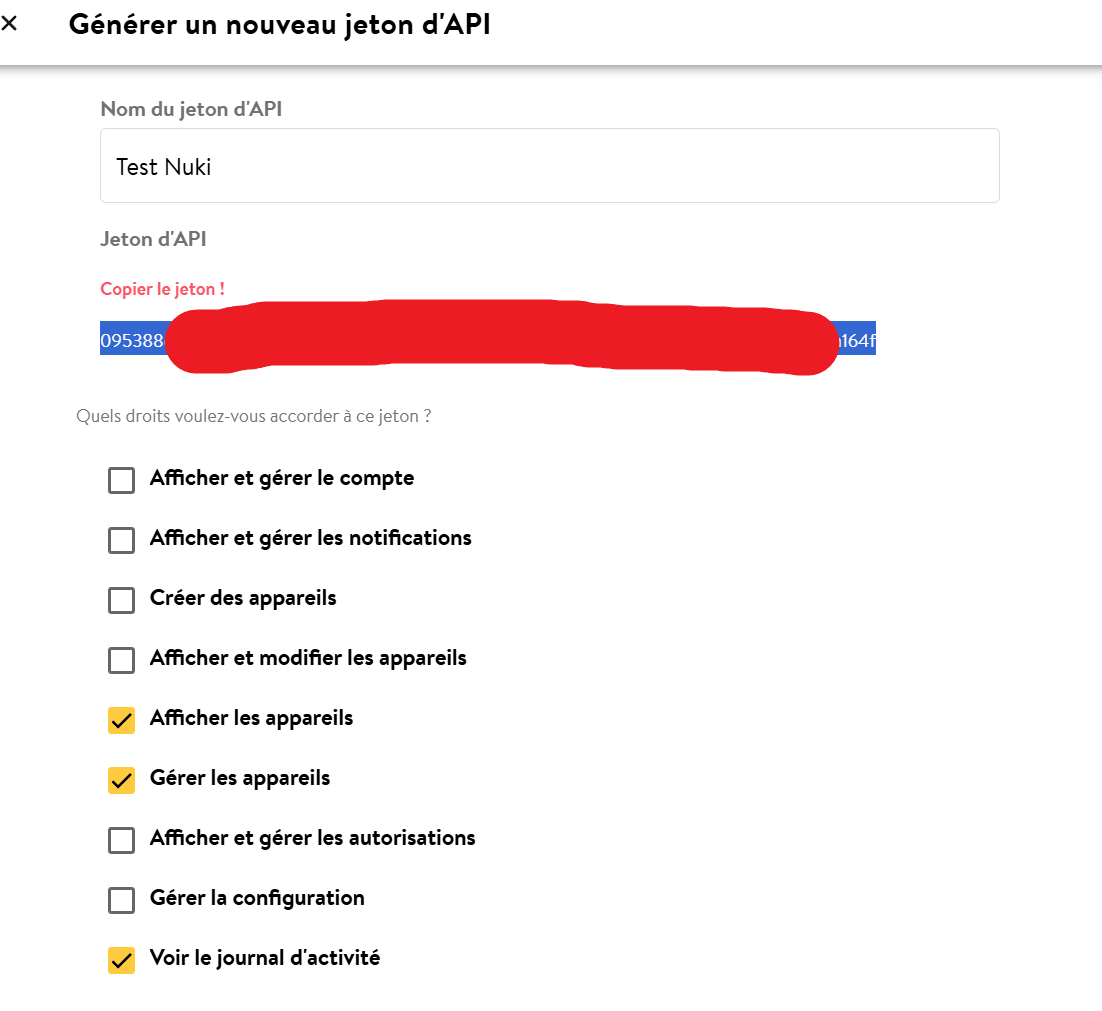 Générer un nouveau jeton d'API
Nom du jeton d'API
Test Nuki
Jeton d'API
Copier le jeton !
095388 164f
Quels droits voulez-vous accorder à ce jeton ?
Afficher et gérer le compte
Afficher et gérer les notifications
Créer des appareils
Afficher et modifier les appareils
Afficher les appareils
Gérer les appareils
Afficher et gérer les autorisations
Gérer la configuration
Voir le journal d'activité